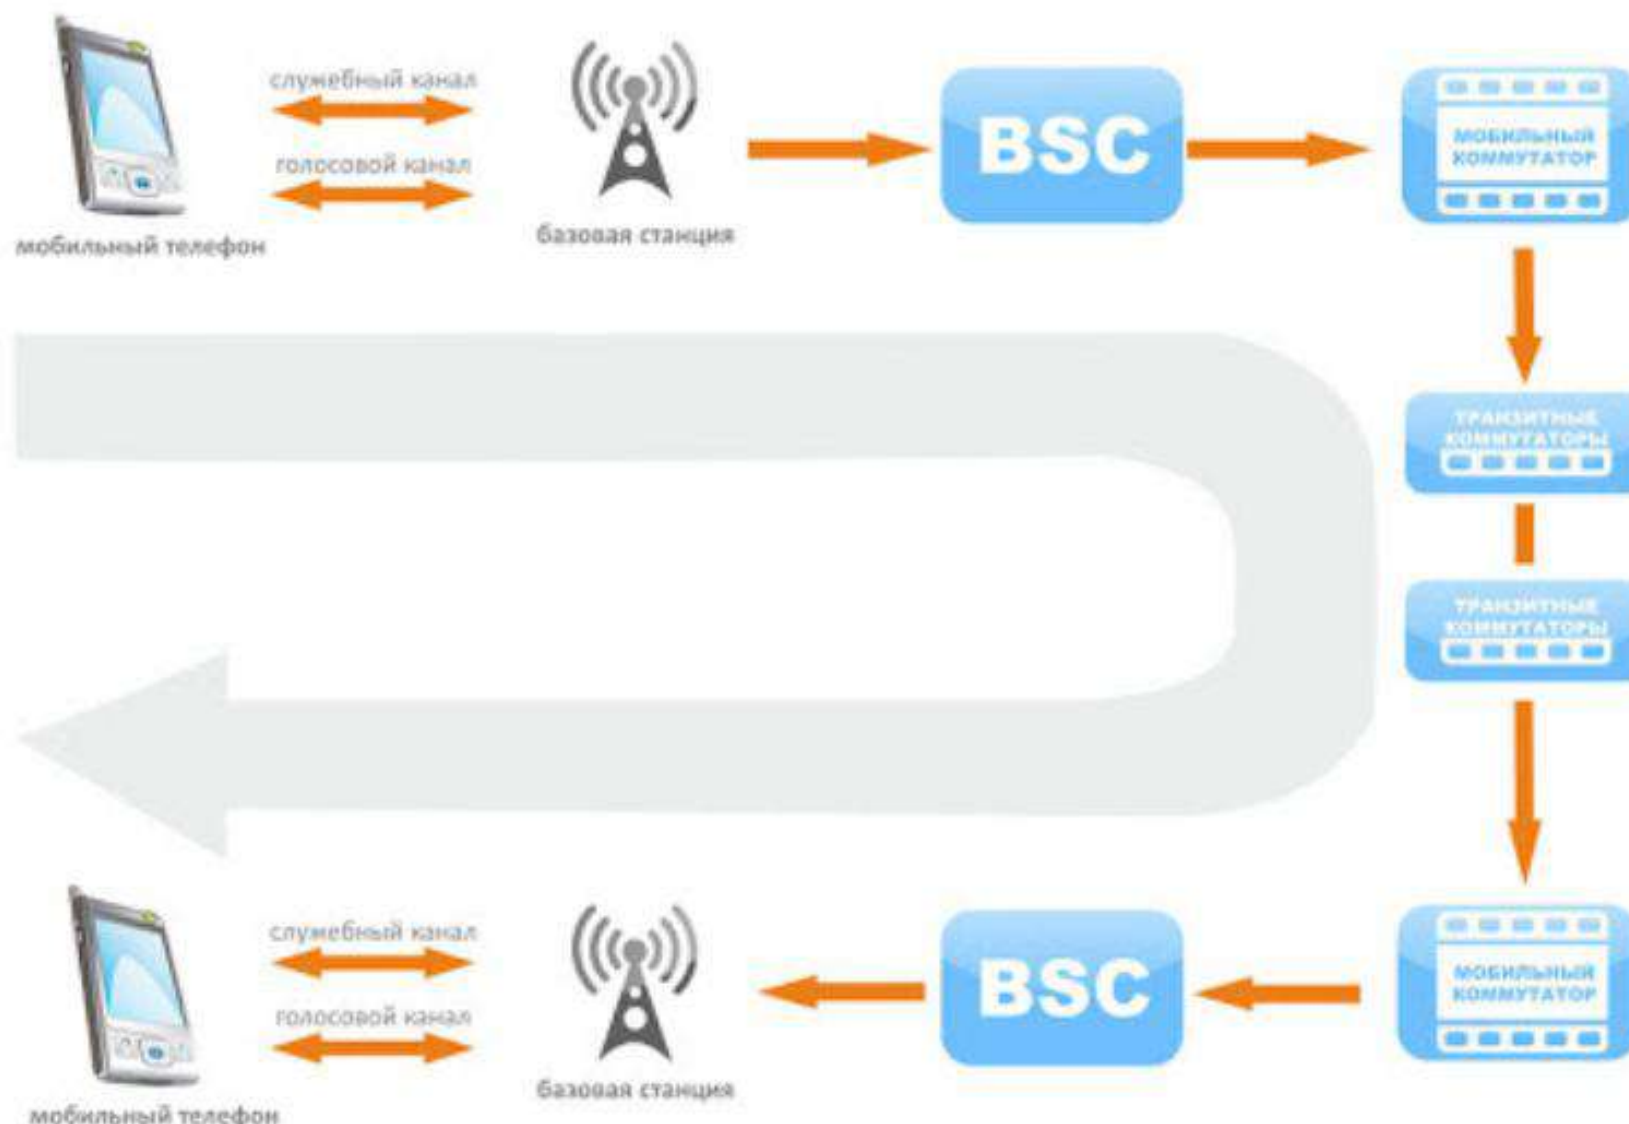 служебный канал
голосовой канал
мобильный телефон
базовая станция
BSC
МОБИЛЬНЫЙ
КОММУТАТОР
ТРАНЗИТНЫЕ
КОММУТАТОРЫ
ТРАНЗИТНЫЕ
КОММУТАТОРЫ
служебный канал
голосовой канал
мобильный телефон
базовая станция
BSC
МОБИЛЬНЫЙ
КОММУТАТОР